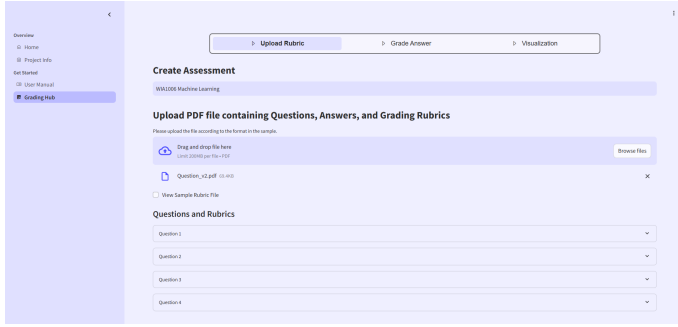 Overview
Home
Project Info
Get Started
User Manual
Grading Hub
Upload Rubric
Grade Answer
Visualization
Create Assessment
WIA1006 Machine Learning
Upload PDF file containing Questions, Answers, and Grading Rubrics
Please upload the file according to the format in the sample.
Drag and drop file here
Limit 200MB per file • PDF
Browse files
Question_v2.pdf
View Sample Rubric File
Questions and Rubrics
Question 1
Question 2
Question 3
Question 4